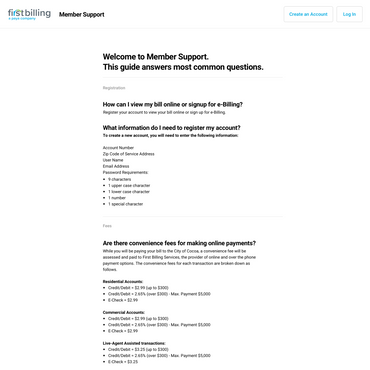 firstbilling
Member Support
Create an Account
Log In
Welcome to Member Support.
This guide answers most common questions.
Registration
How can I view my bill online or signup for e-Billing?
Register your account to view your bill online or sign up for e-Billing.
What information do I need to register my account?
To create a new account, you will need to enter the following information:
Account Number
Zip Code of Service Address
User Name
Email Address
Password Requirements:
• 9 characters
• 1 upper case character
• 1 lower case character
• 1 number
• 1 special character
Fees
Are there convenience fees for making online payments?
While you will be paying your bill to the City of Cocoa, a convenience fee will be
assessed and paid to First Billing Services, the provider of online and over the phone
payment options. The convenience fees for each transaction are broken down as
follows.
Residential Accounts:
• Credit/Debit = $2.99 (up to $300)
• Credit/Debit = 2.65% (over $300) - Max. Payment $5,000
• E-Check = $2.99
Commercial Accounts:
• Credit/Debit = $2.99 (up to $300)
• Credit/Debit = 2.65% (over $300) - Max. Payment $5,000
• E-Check = $2.99
Live-Agent Assisted transactions:
• Credit/Debit = $3.25 (up to $300)
• Credit/Debit = 2.65% (over $300) - Max. Payment $5,000
• E-Check = $3.25